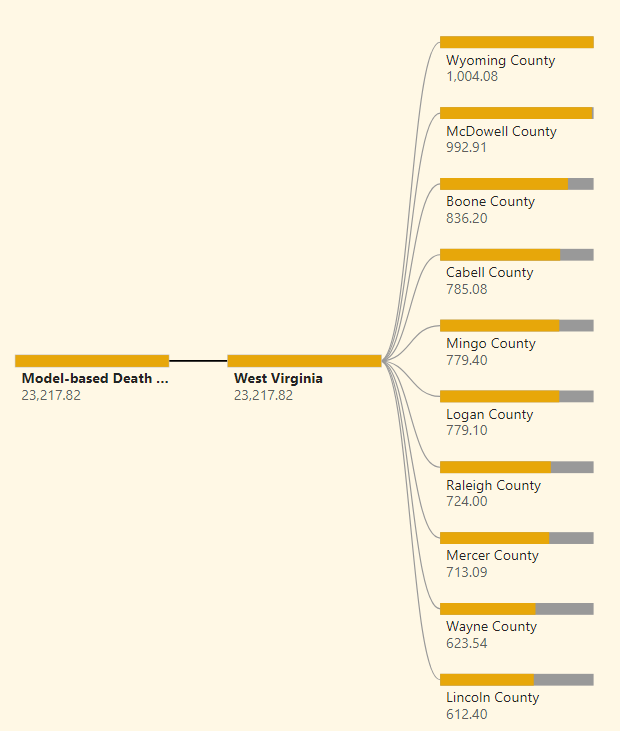 Model-based Death ...
23,217.82
West Virginia
23,217.82
Wyoming County
1,004.08
McDowell County
992.91
Boone County
836.20
Cabell County
785.08
Mingo County
779.40
Logan County
779.10
Raleigh County
724.00
Mercer County
713.09
Wayne County
623.54
Lincoln County
612.40